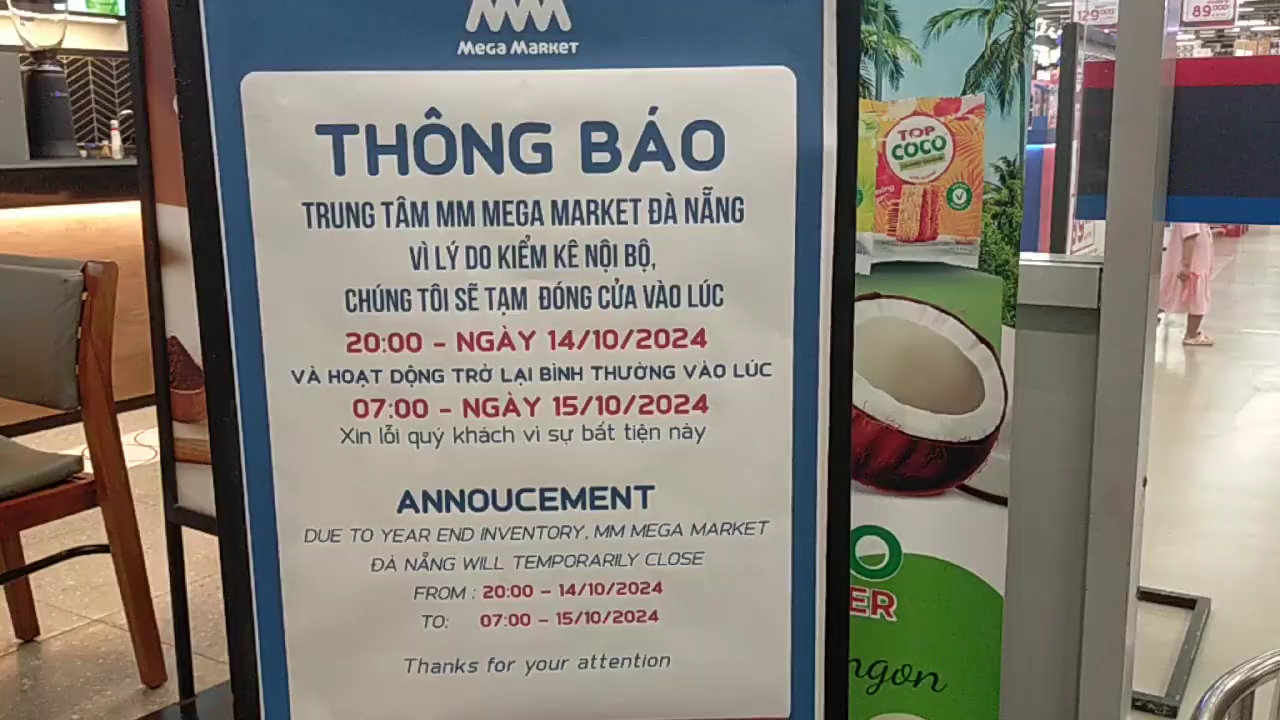 MM
MEGA MARKET
THÔNG BÁO
TRUNG TÂM MM MEGA MARKET ĐÀ NẴNG
VÌ LÝ DO KIỂM KÊ NỘI BỘ,
CHÚNG TÔI SẼ TẠM ĐÓNG CỬA VÀO LÚC
20:00 - NGÀY 14/10/2024
VÀ HOẠT DỘNG TRỞ LẠI BÌNH THƯỜNG VÀO LÚC
07:00 - NGÀY 15/10/2024
Xin lỗi quý khách vì sự bất tiện này
ANNOUCEMENT
DUE TO YEAR END INVENTORY, MM MEGA MARKET
ĐÀ NẴNG WILL TEMPORARILY CLOSE
FROM : 20:00 - 14/10/2024
TO: 07:00 - 15/10/2024
Thanks for your attention
TOP
COCO
O
ER
ngon
129.000
89.000